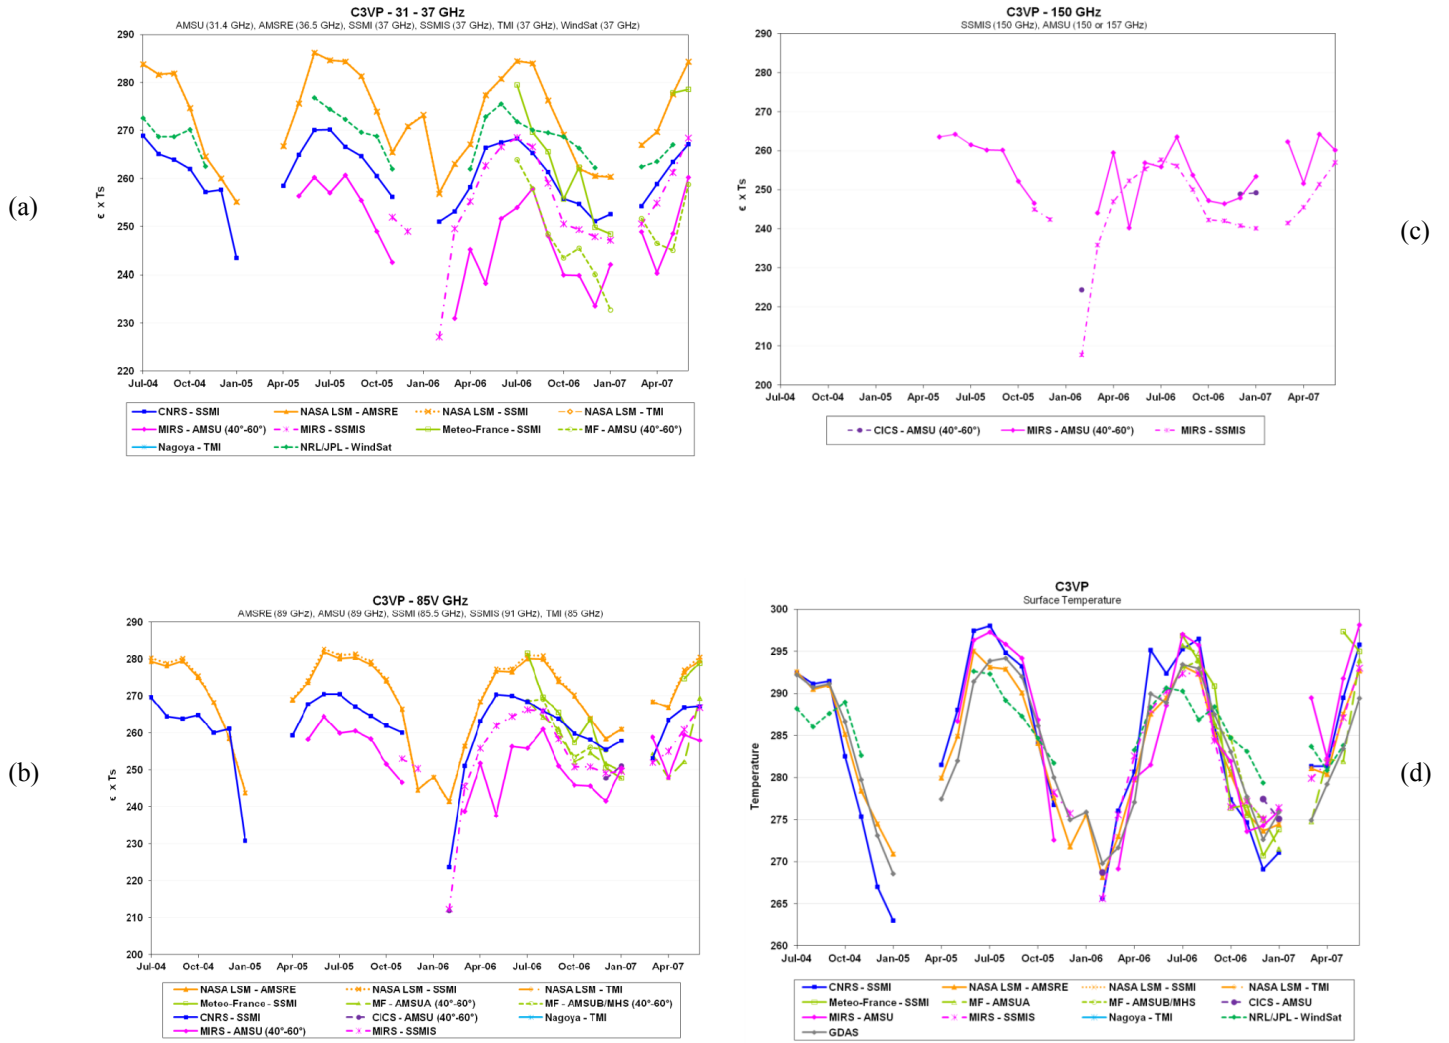 C3VP - 31 - 37 GHz
AMSU (31.4 GHz), AMSRE (36.5 GHz), SSMI (37 GHz), SSMIS (37 GHz), TMI (37 GHz), WindSat (37 GHz)
(a)
€ x Ts
290
280
270
260
250
240
230
220
Jul-04 Oct-04 Jan-05 Apr-05 Jul-05 Oct-05 Jan-06 Apr-06 Jul-06 Oct-06 Jan-07 Apr-07
CNRS - SSMI NASA LSM - AMSRE NASA LSM - SSMI NASA LSM - TMI
MIRS - AMSU (40°-60°) MIRS - SSMIS Meteo-France - SSMI MF - AMSU (40°-60°)
Nagoya - TMI NRL/JPL - WindSat
C3VP - 150 GHz
SSMIS (150 GHz), AMSU (150 or 157 GHz)
(c)
€ x Ts
290
280
270
260
250
240
230
220
210
200
Jul-04 Oct-04 Jan-05 Apr-05 Jul-05 Oct-05 Jan-06 Apr-06 Jul-06 Oct-06 Jan-07 Apr-07
CICS - AMSU (40°-60°) MIRS - AMSU (40°-60°) MIRS - SSMIS
C3VP - 85V GHz
AMSRE (89 GHz), AMSU (89 GHz), SSMI (85.5 GHz), SSMIS (91 GHz), TMI (85 GHz)
(b)
€ x Ts
290
280
270
260
250
240
230
220
210
200
Jul-04 Oct-04 Jan-05 Apr-05 Jul-05 Oct-05 Jan-06 Apr-06 Jul-06 Oct-06 Jan-07 Apr-07
NASA LSM - AMSRE NASA LSM - SSMI NASA LSM - TMI
Meteo-France - SSMI MF - AMSUA (40°-60°) MF - AMSUB/MHS (40°-60°)
CNRS - SSMI CICS - AMSU (40°-60°) Nagoya - TMI
MIRS - AMSU (40°-60°) MIRS - SSMIS
C3VP
Surface Temperature
(d)
Temperature
300
295
290
285
280
275
270
265
260
Jul-04 Oct-04 Jan-05 Apr-05 Jul-05 Oct-05 Jan-06 Apr-06 Jul-06 Oct-06 Jan-07 Apr-07
CNRS - SSMI NASA LSM - AMSRE NASA LSM - SSMI NASA LSM - TMI
Meteo-France - SSMI MF - AMSUA MF - AMSUB/MHS CICS - AMSU
MIRS - AMSU MIRS - SSMIS Nagoya - TMI NRL/JPL - WindSat
GDAS